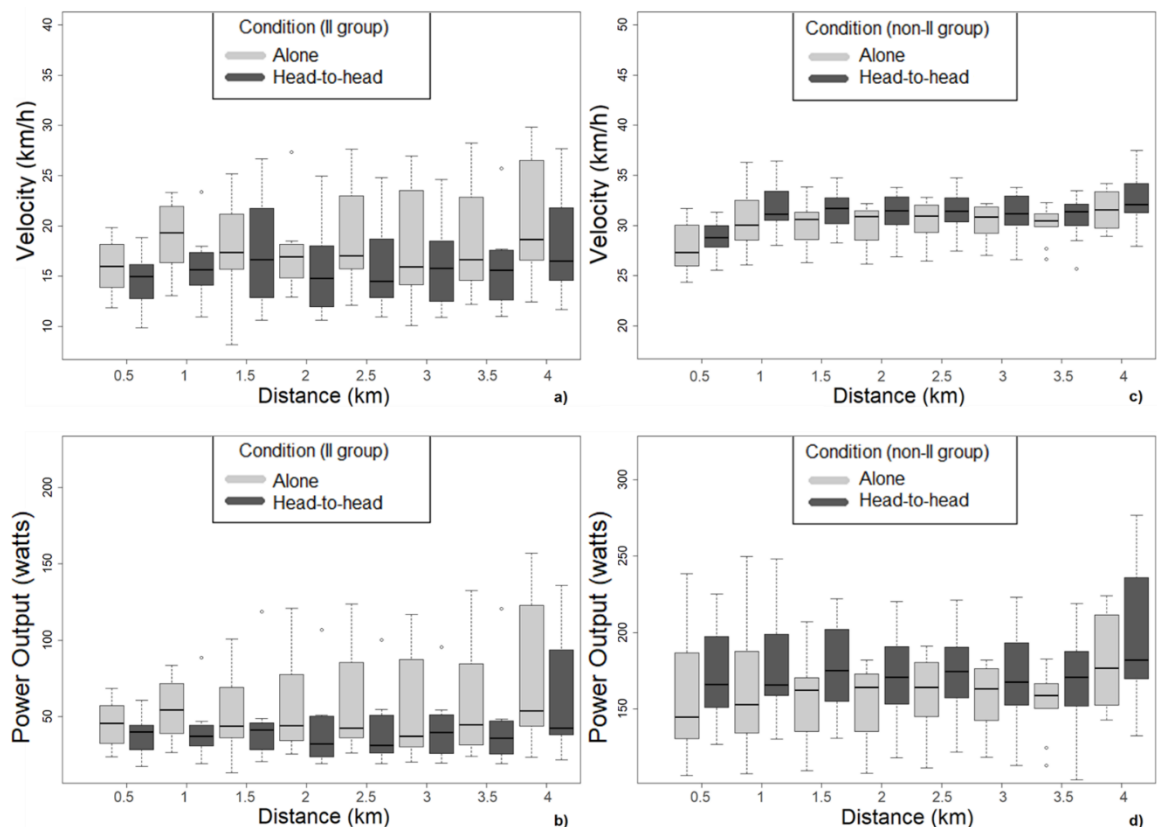 Condition (II group)
Alone
Head-to-head
Velocity (km/h)
40
35
30
25
20
15
10
0.5 1 1.5 2 2.5 3 3.5 4
Distance (km)
a)
Condition (non-II group)
Alone
Head-to-head
Velocity (km/h)
50
45
40
35
30
25
20
0.5 1 1.5 2 2.5 3 3.5 4
Distance (km)
c)
Condition (II group)
Alone
Head-to-head
Power Output (watts)
200
150
100
50
0.5 1 1.5 2 2.5 3 3.5 4
Distance (km)
b)
Condition (non-II group)
Alone
Head-to-head
Power Output (watts)
300
250
200
150
0.5 1 1.5 2 2.5 3 3.5 4
Distance (km)
d)